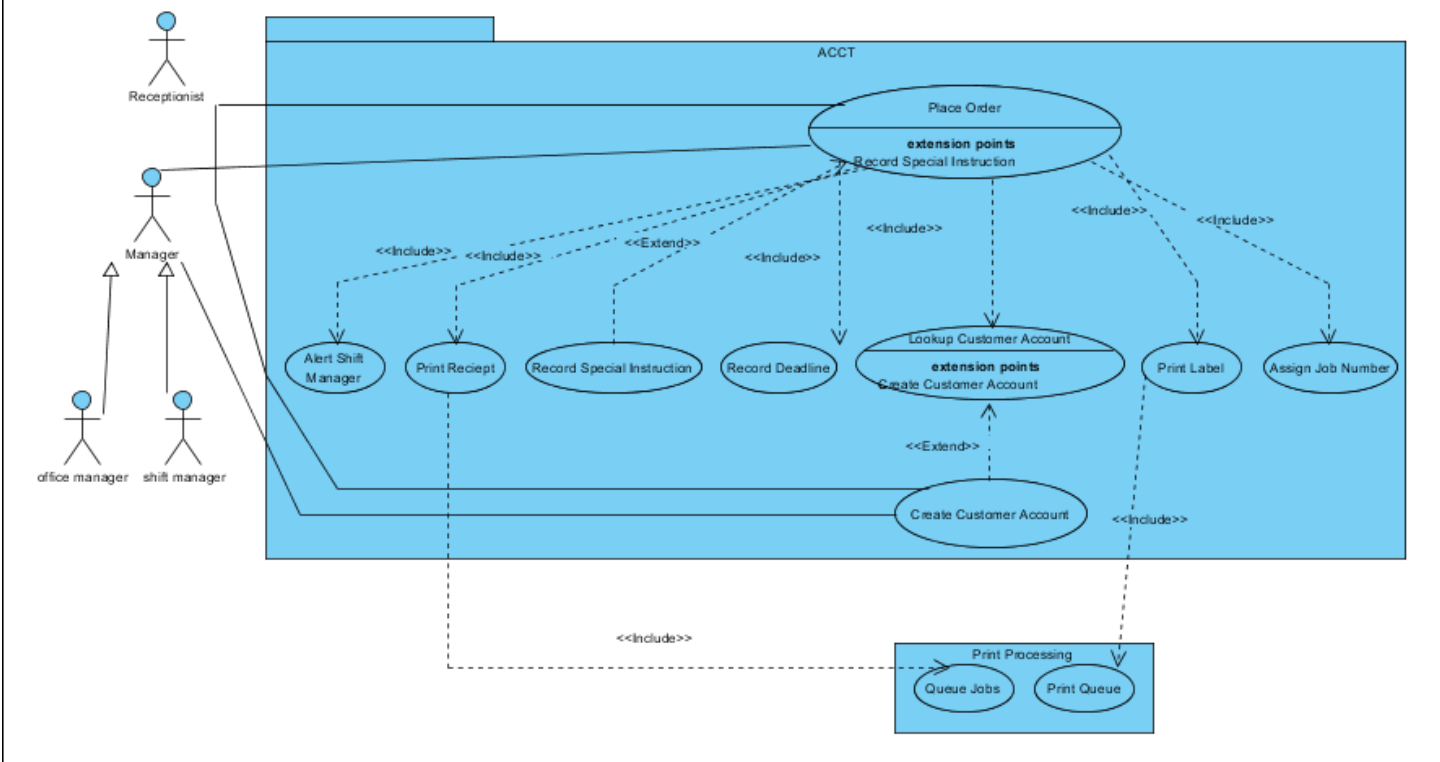 ACCT
Receptionist
Place Order
extension points
Record Special Instruction
Manager
<<Include>>
<<Include>>
<<Extend>>
<<Include>>
<<Include>>
<<Include>>
<<Include>>
Alert Shift
Manager
Print Reciept
Record Special Instruction
Record Deadline
Lookup Customer Account
extension points
Create Customer Account
Print Label
Assign Job Number
office manager
shift manager
<<Extend>>
Create Customer Account
<<Include>>
<<Include>>
Print Processing
Queue Jobs
Print Queue